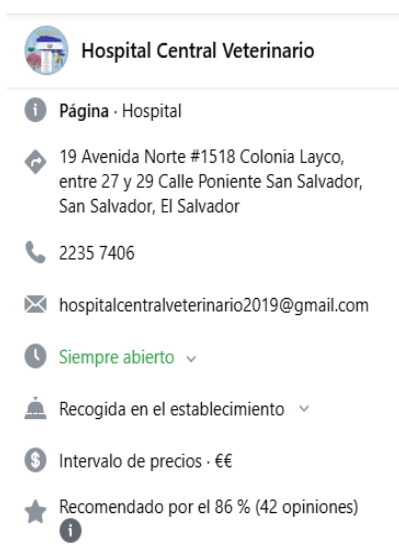 Hospital Central Veterinario
Página · Hospital
19 Avenida Norte #1518 Colonia Layco,
entre 27 y 29 Calle Poniente San Salvador,
San Salvador, El Salvador
2235 7406
hospitalcentralveterinario2019@gmail.com
Siempre abierto
Recogida en el establecimiento
Intervalo de precios · €€
Recomendado por el 86 % (42 opiniones)